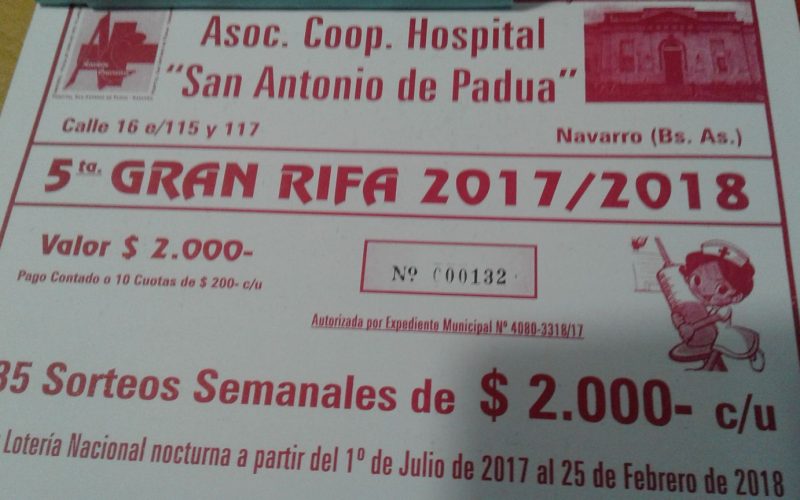 Asoc. Coop. Hospital
"San Antonio de Padua"
Calle 16 e/115 y 117
Navarro (Bs. As.)
5ta. GRAN RIFA 2017/2018
Valor $ 2.000-
Pago Contado o 10 Cuotas de $ 200- c/u
Nº 000132
Autorizada por Expediente Municipal Nº 4080-3318/17
35 Sorteos Semanales de $ 2.000- c/u
Lotería Nacional nocturna a partir del 1º de Julio de 2017 al 25 de Febrero de 2018